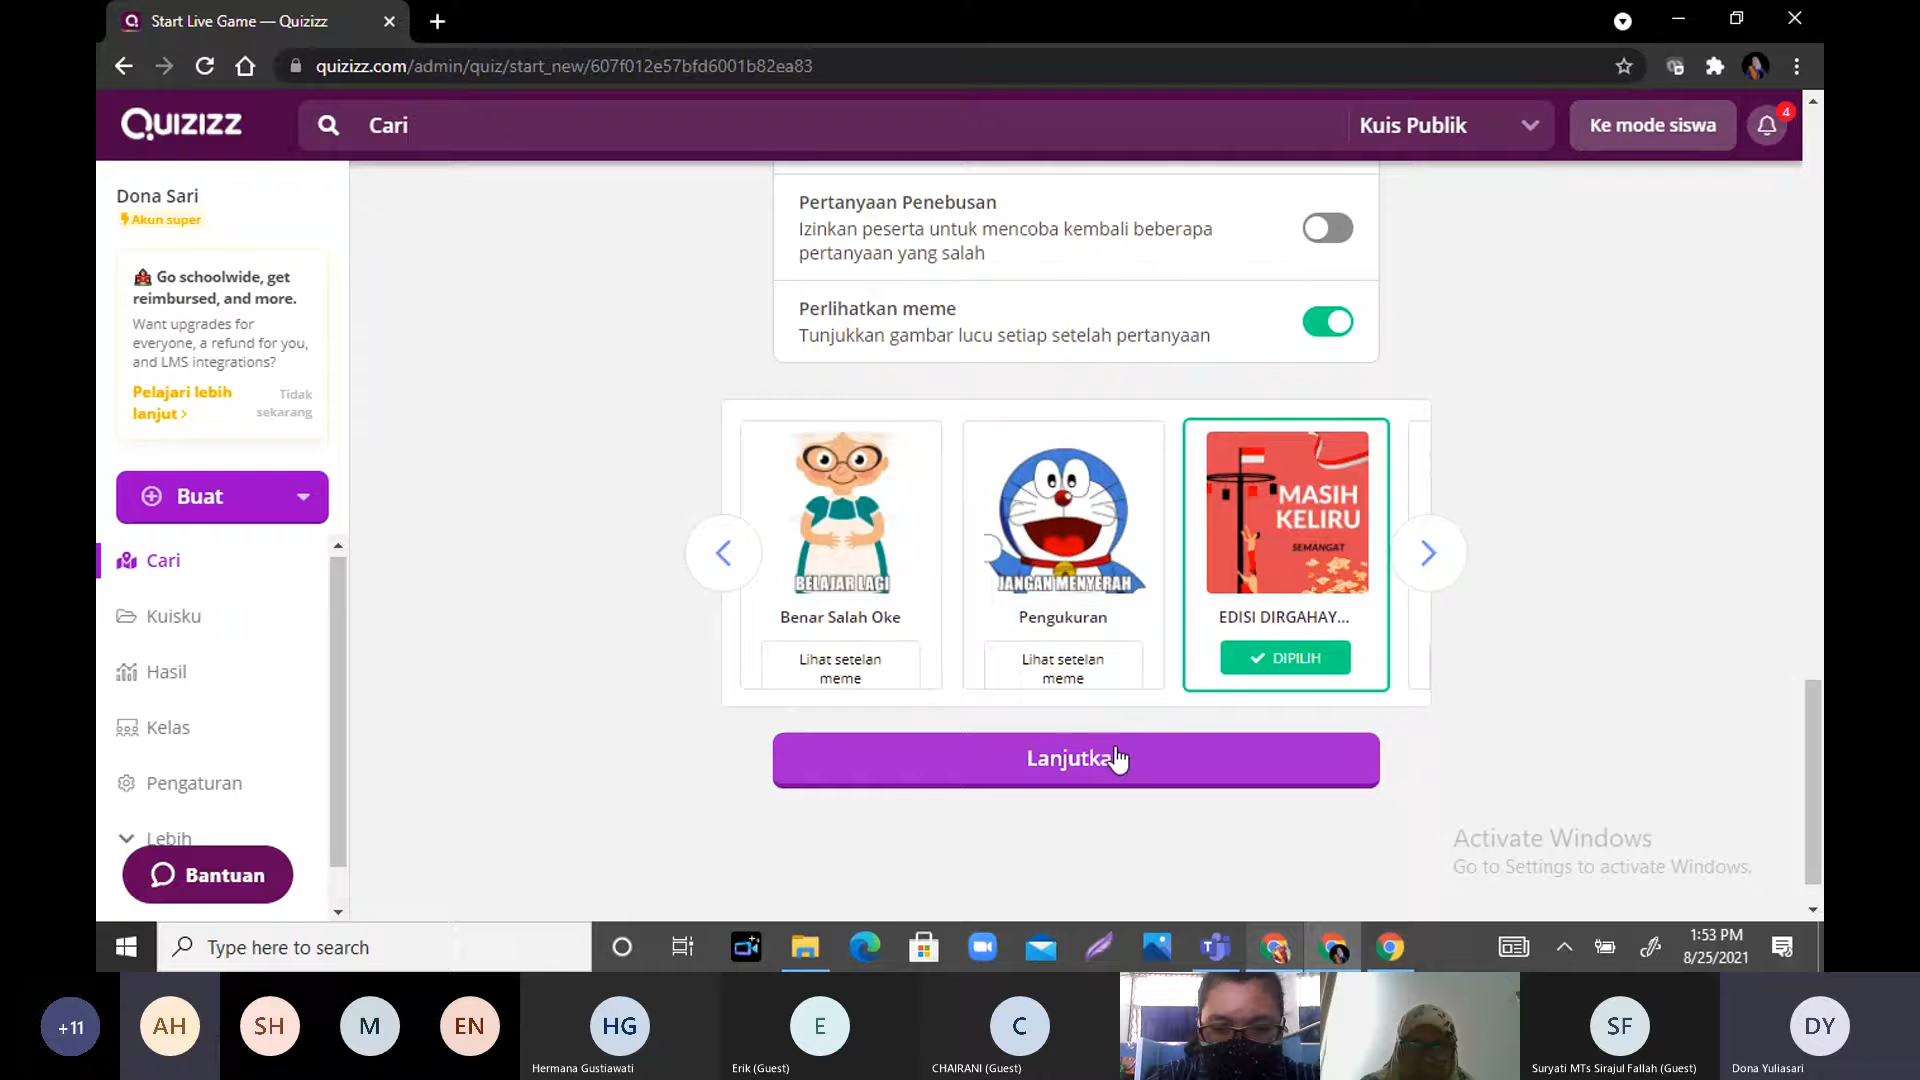 Start Live Game — Quizizz
quizizz.com/admin/quiz/start_new/607f012e57bfd6001b82ea83
Quizizz
Cari
Kuis Publik
Ke mode siswa
4
Dona Sari
Akun super
Go schoolwide, get
reimbursed, and more.
Want upgrades for
everyone, a refund for you,
and LMS integrations?
Pelajari lebih
lanjut >
Tidak
sekarang
Buat
Cari
Kuisku
Hasil
Kelas
Pengaturan
Lebih
Bantuan
Pertanyaan Penebusan
Izinkan peserta untuk mencoba kembali beberapa
pertanyaan yang salah
Perlihatkan meme
Tunjukkan gambar lucu setiap setelah pertanyaan
BELAJAR LAGI
Benar Salah Oke
Lihat setelan
meme
JANGAN MENYERAH
Pengukuran
Lihat setelan
meme
MASIH
KELIRU
SEMANGAT
EDISI DIRGAHAY...
DIPILIH
Lanjutka
Activate Windows
Go to Settings to activate Windows.
Type here to search
1:53 PM
8/25/2021
+11
AH
SH
M
EN
HG
Hermana Gustiawati
E
Erik (Guest)
C
CHAIRANI (Guest)
SF
Suryati MTs Sirajul Fallah (Guest)
DY
Dona Yuliasari